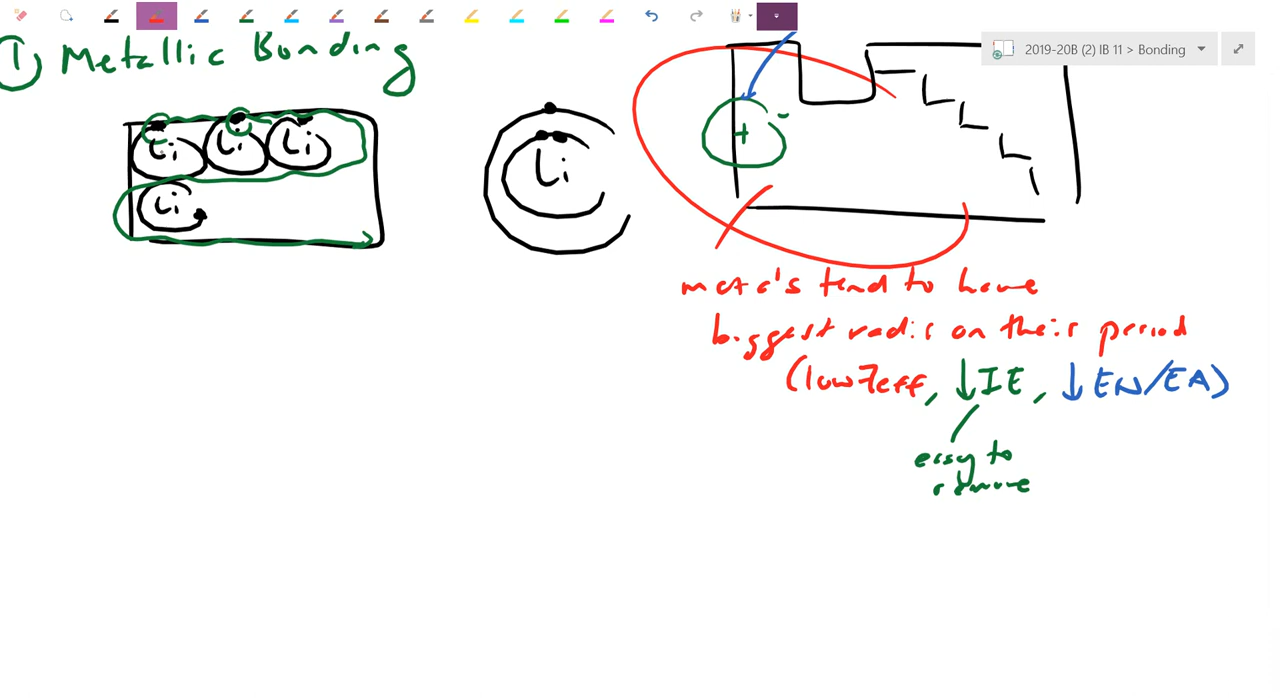 2019-20B (2) IB 11 > Bonding
1) Metallic Bonding
Li Li Li
Li
Li
+ -
metals tend to have
biggest radis on their period
(low Zeff, ↓IE, ↓EN/EA)
easy to
remove